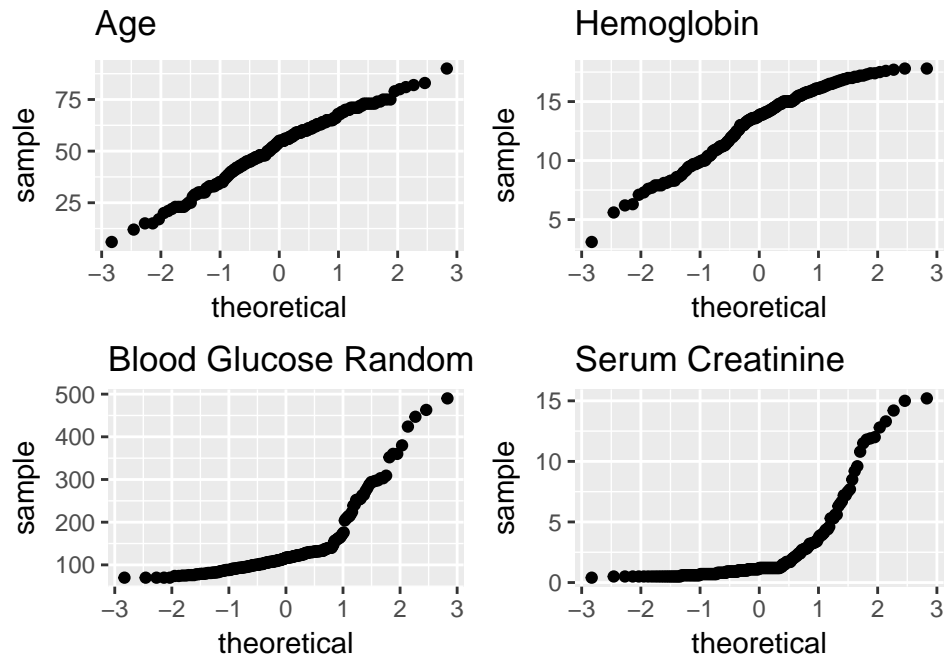 Age
75
50
25
sample
−3 −2 −1 0 1 2 3
theoretical
Hemoglobin
15
10
5
sample
−3 −2 −1 0 1 2 3
theoretical
Blood Glucose Random
500
400
300
200
100
sample
−3 −2 −1 0 1 2 3
theoretical
Serum Creatinine
15
10
5
0
sample
−3 −2 −1 0 1 2 3
theoretical